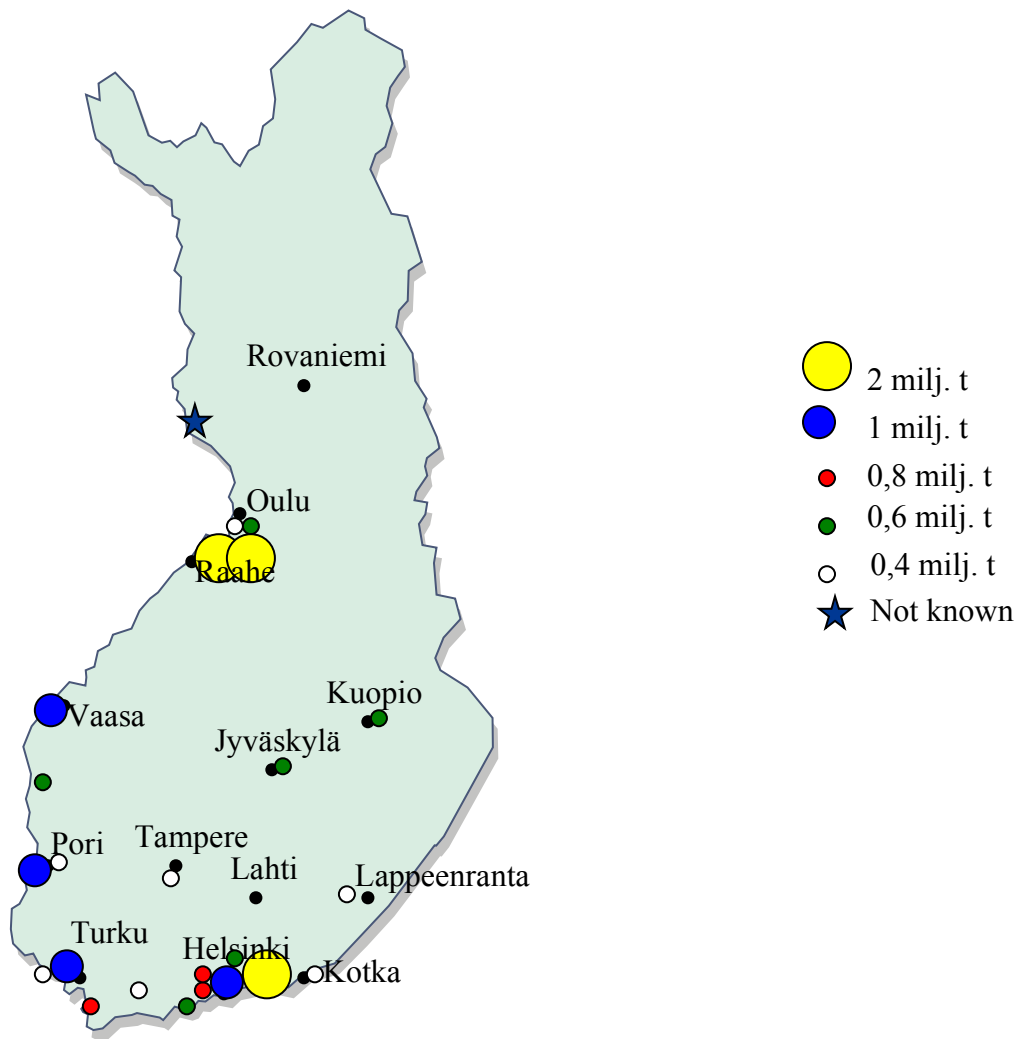 Rovaniemi
2 milj. t
1 milj. t
0,8 milj. t
Oulu
0,6 milj. t
0,4 milj. t
Raahe
Not known
Kuopio
Vaasa
Jyväskylä
Pori
Tampere
Lahti
Lappeenranta
Turku
Helsinki
Kotka